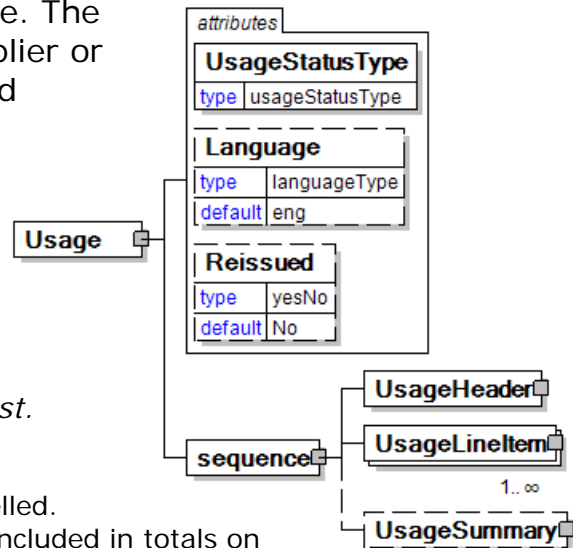 e. The
attributes
plier or
UsageStatusType
d
type usageStatusType
Language
type languageType
default eng
Usage
Reissued
type yesNo
default No
st.
UsageHeader
UsageLineItem
sequence
1.. ∞
elled.
ncluded in totals on
UsageSummary